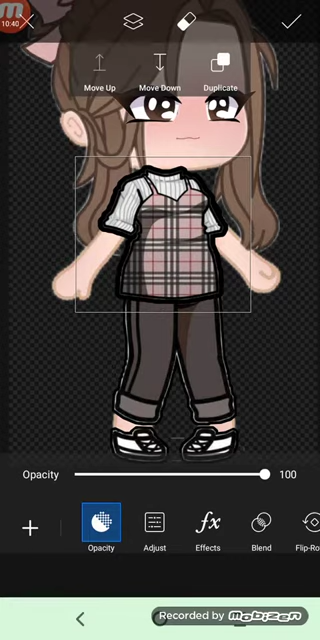 10:40
Move Up Move Down Duplicate
Opacity 100
Opacity Adjust Effects Blend Flip-Ro
Recorded by MOBIZEN